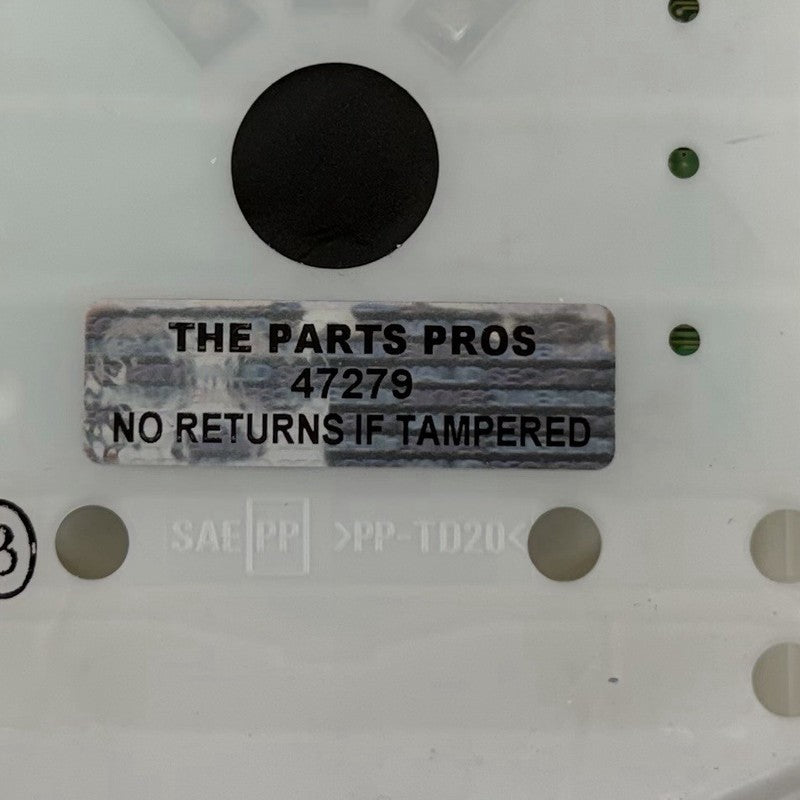 THE PARTS PROS
47279
NO RETURNS IF TAMPERED
SAE PP >PP-TD20<